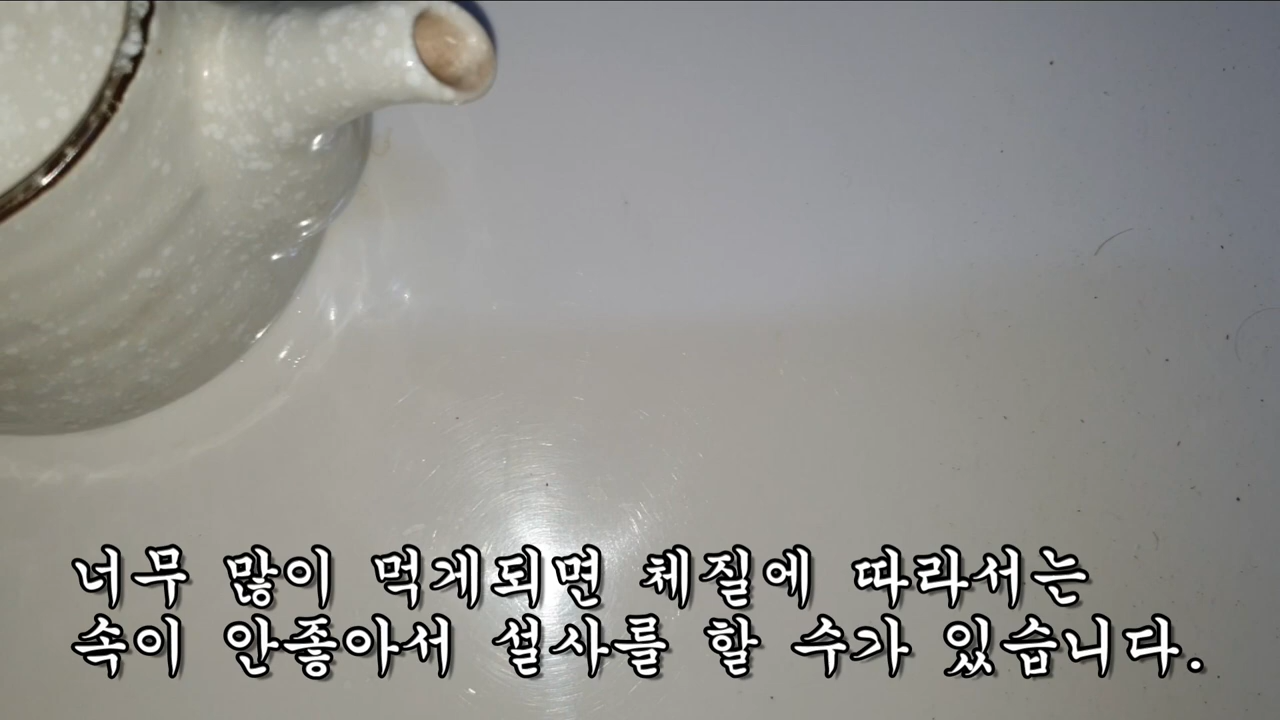 너무 많이 먹게되면 체질에 따라서는
속이 안좋아서 설사를 할 수가 있습니다.